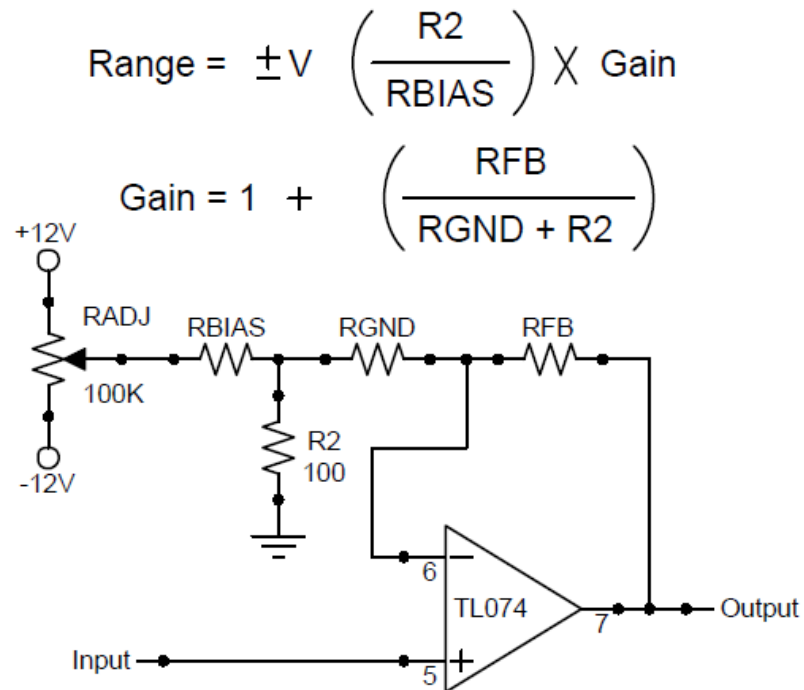 Range = ±V (R2 / RBIAS) X Gain
Gain = 1 + (RFB / RGND + R2)
+12V
RADJ
100K
-12V
RBIAS
RGND
RFB
R2
100
6
TL074
7
Output
Input
5
- 
+